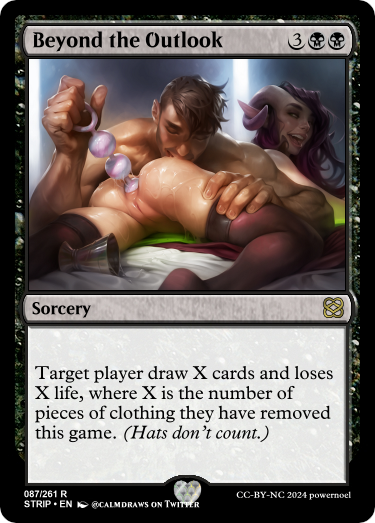 Beyond the Outlook 3
Sorcery
Target player draw X cards and loses
X life, where X is the number of
pieces of clothing they have removed
this game. (Hats don't count.)
087/261 R
STRIP • EN @CALMDRAWS ON TWITTER
CC-BY-NC 2024 powernoel